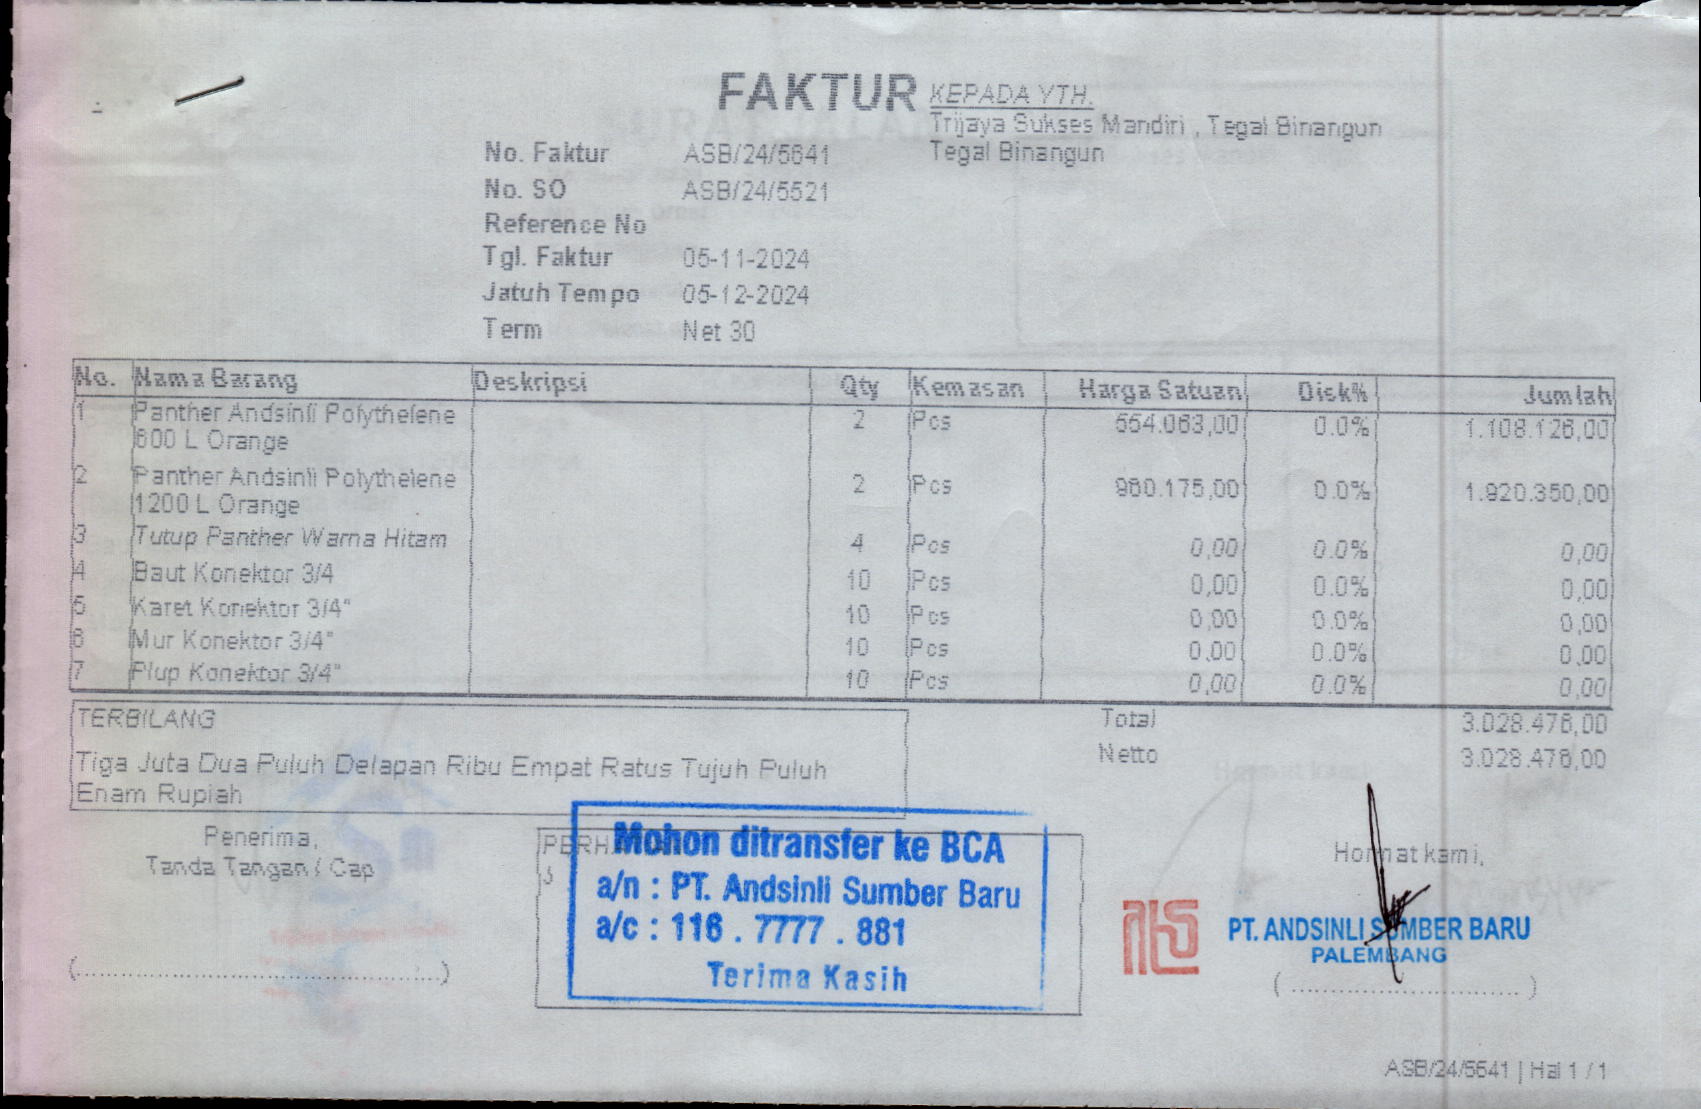 FAKTUR
KEPADA YTH.
Trijaya Sukses Mandiri , Tegal Binangun
Tegal Binangun
No. Faktur ASB/24/5641
No. SO ASB/24/5521
Reference No
Tgl. Faktur 05-11-2024
Jatuh Tempo 05-12-2024
Term Net 30
No. Nama Barang Deskripsi Qty Kemasan Harga Satuan Disk% Jumlah
1 Panther Andsinli Polythelene 2 Pcs 554.063,00 0.0% 1.108.126,00
600 L Orange
2 Panther Andsinli Polythelene 2 Pcs 960.175,00 0.0% 1.920.350,00
1200 L Orange
3 Tutup Panther Warna Hitam 4 Pcs 0,00 0.0% 0,00
4 Baut Konektor 3/4 10 Pcs 0,00 0.0% 0,00
5 Karet Konektor 3/4" 10 Pcs 0,00 0.0% 0,00
6 Mur Konektor 3/4" 10 Pcs 0,00 0.0% 0,00
7 Plup Konektor 3/4" 10 Pcs 0,00 0.0% 0,00
TERBILANG
Tiga Juta Dua Puluh Delapan Ribu Empat Ratus Tujuh Puluh
Enam Rupiah
Total 3.028.476,00
Netto 3.028.476,00
Penerima,
Tanda Tangan / Cap
(........................................)
Mohon ditransfer ke BCA
a/n : PT. Andsinli Sumber Baru
a/c : 116 . 7777 . 881
Terima Kasih
Hormat kami,
PT. ANDSINLI SUMBER BARU
PALEMBANG
( ............................ )
ASB/24/5641 | Hal 1 / 1